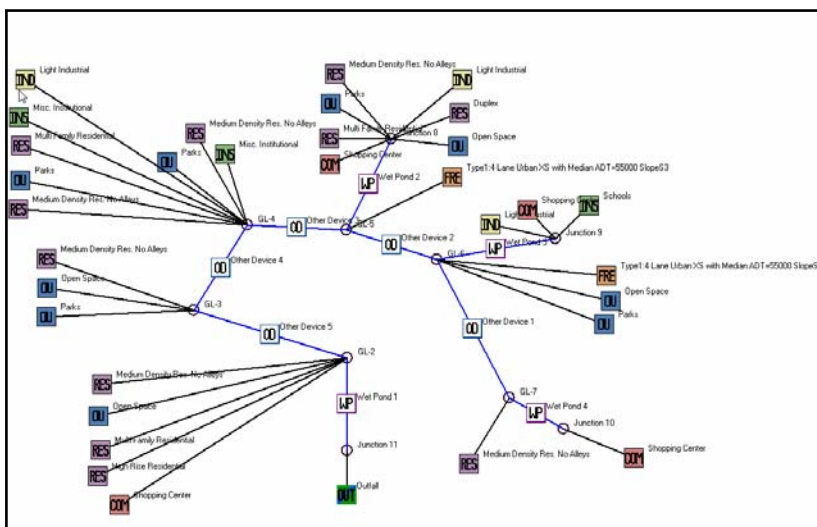 Medium Density Res. No Alleys
RES
IND
Light Industrial
Light Industrial
IND
Parks
OU
RES
Duplex
Misc. Institutional
INS
Medium Density Res. No Alleys
RES
RES
Multi Family Residential
Junction 8
OU
Open Space
Multi Family Residential
RES
Misc. Institutional
INS
Parks
OU
COM
Shopping Center
Type1:4 Lane Urban XS with Median ADT=55000 SlopeS3
FRE
Parks
OU
WP
Wet Pond 2
Shopping
COM
Schools
INS
Medium Density Res. No Alleys
RES
GL-4
OD
Other Device
GL-5
Light Industrial
IND
Other Device 2
OD
Junction 9
WP
Wet Pond
Medium Density Res. No Alleys
RES
OD
Other Device 4
GL-6
Type1:4 Lane Urban XS with Median ADT=55000 SlopeS
FRE
Open Space
OU
Open Space
OU
GL-3
Parks
OU
Parks
OU
OD
Other Device 5
OD
Other Device 1
GL-2
Medium Density Res. No Alleys
RES
Open Space
OU
WP
Wet Pond 1
GL-7
WP
Wet Pond 4
Junction 10
Multi Family Residential
RES
Junction 11
Shopping Center
COM
High Rise Residential
RES
Medium Density Res. No Alleys
RES
Shopping Center
COM
Outfall
OUT